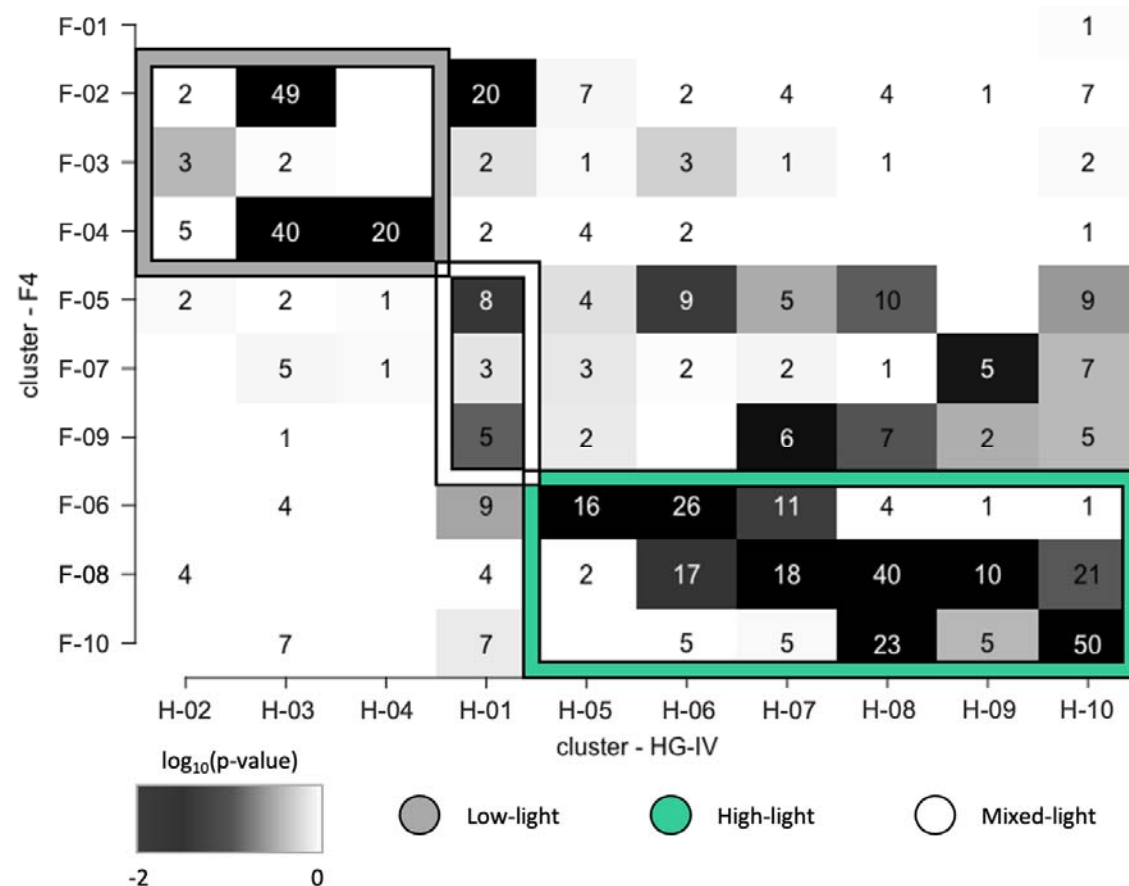 F-01 1
F-02 2 49 20 7 2 4 4 1 7
F-03 3 2 2 1 3 1 1 2
F-04 5 40 20 2 4 2 1
F-05 2 2 1 8 4 9 5 10 9
F-07 5 1 3 3 2 2 1 5 7
F-09 1 5 2 6 7 2 5
F-06 4 9 16 26 11 4 1 1
F-08 4 4 2 17 18 40 10 21
F-10 7 7 5 5 23 5 50
cluster - F4
H-02 H-03 H-04 H-01 H-05 H-06 H-07 H-08 H-09 H-10
cluster - HG-IV
log₁₀(p-value)
-2 0
Low-light High-light Mixed-light